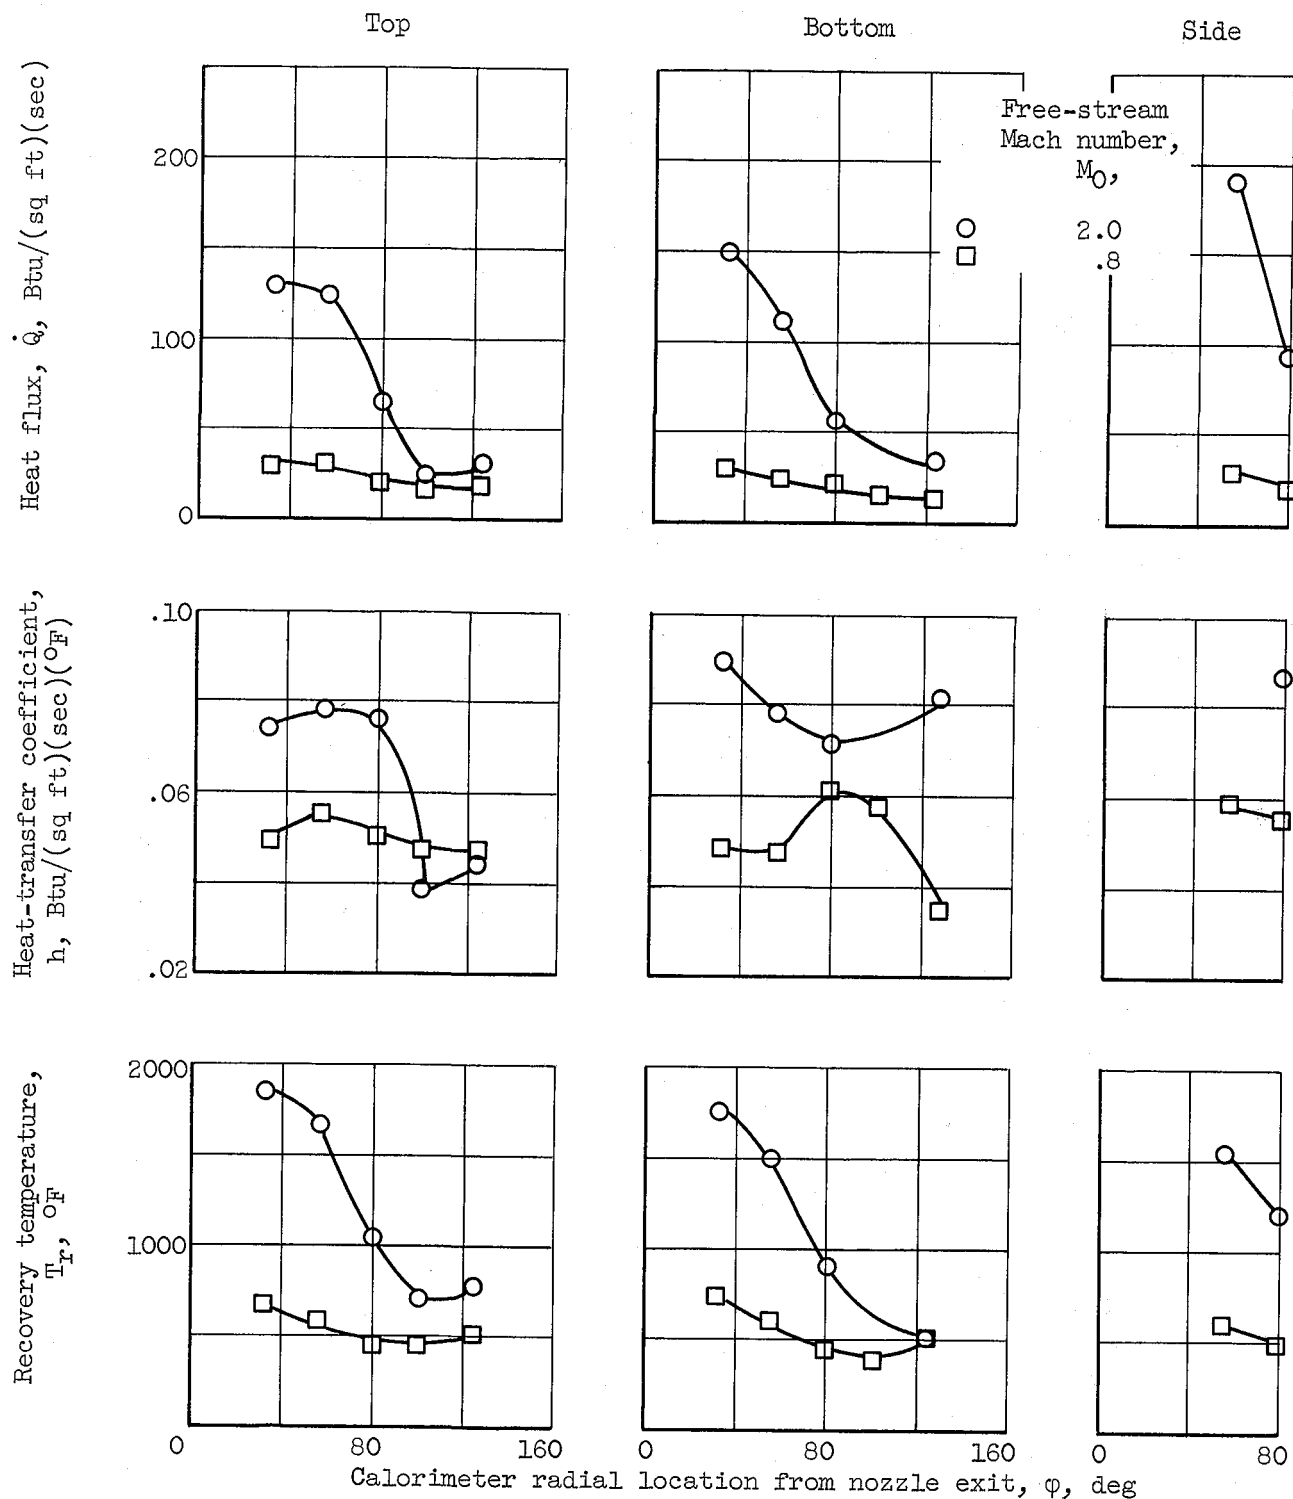 Top Bottom Side
Heat flux, Q̇, Btu/(sq ft)(sec)
200
100
0
Free-stream
Mach number,
M0,
2.0
.8
Heat-transfer coefficient,
h, Btu/(sq ft)(sec)(°F)
.10
.06
.02
Recovery temperature,
Tr, °F
2000
1000
0 80 160 0 80 160 0 80
Calorimeter radial location from nozzle exit, φ, deg